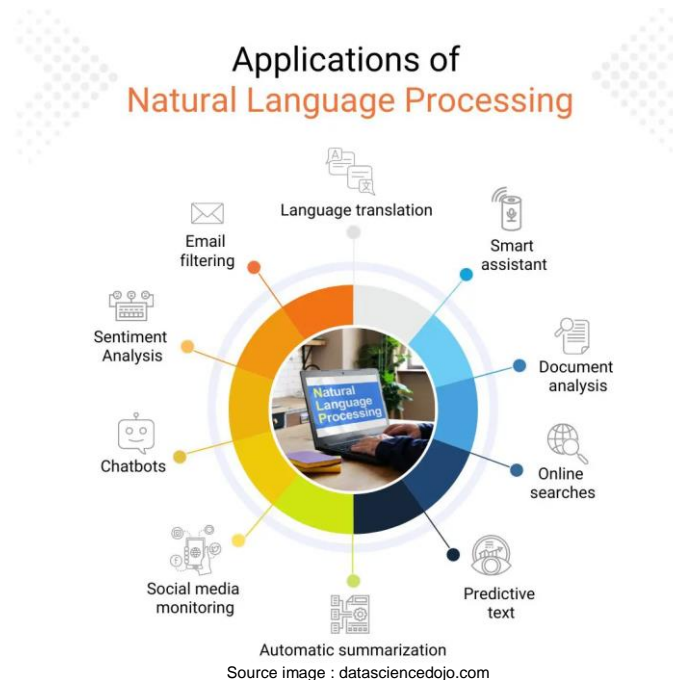 Applications of
Natural Language Processing
Language translation
Smart
assistant
Document
analysis
Online
searches
Predictive
text
Automatic summarization
Social media
monitoring
Chatbots
Sentiment
Analysis
Email
filtering
Natural
Language
Processing
Source image : datasciencedojo.com